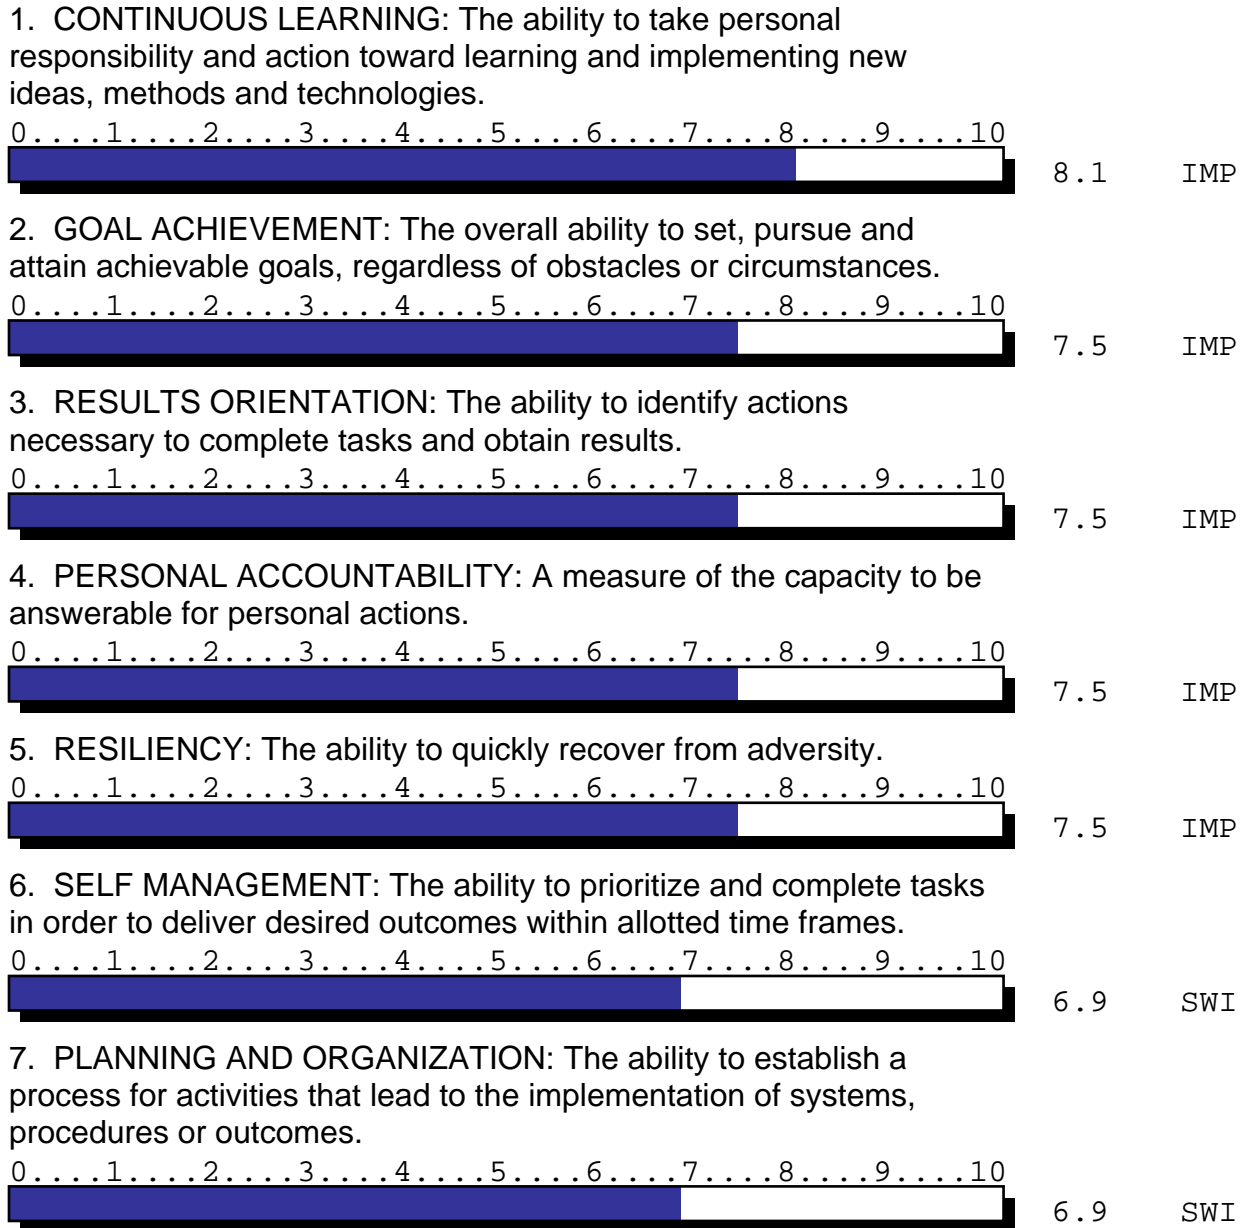 1. CONTINUOUS LEARNING: The ability to take personal
responsibility and action toward learning and implementing new
ideas, methods and technologies.
0....1....2....3....4....5....6....7....8....9....10
8.1 IMP
2. GOAL ACHIEVEMENT: The overall ability to set, pursue and
attain achievable goals, regardless of obstacles or circumstances.
0....1....2....3....4....5....6....7....8....9....10
7.5 IMP
3. RESULTS ORIENTATION: The ability to identify actions
necessary to complete tasks and obtain results.
0....1....2....3....4....5....6....7....8....9....10
7.5 IMP
4. PERSONAL ACCOUNTABILITY: A measure of the capacity to be
answerable for personal actions.
0....1....2....3....4....5....6....7....8....9....10
7.5 IMP
5. RESILIENCY: The ability to quickly recover from adversity.
0....1....2....3....4....5....6....7....8....9....10
7.5 IMP
6. SELF MANAGEMENT: The ability to prioritize and complete tasks
in order to deliver desired outcomes within allotted time frames.
0....1....2....3....4....5....6....7....8....9....10
6.9 SWI
7. PLANNING AND ORGANIZATION: The ability to establish a
process for activities that lead to the implementation of systems,
procedures or outcomes.
0....1....2....3....4....5....6....7....8....9....10
6.9 SWI